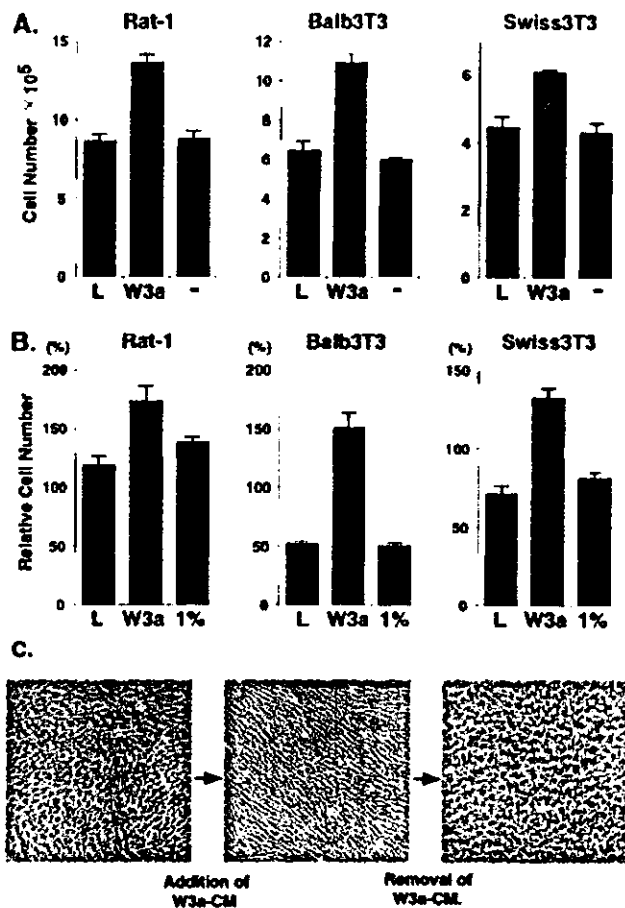 A. Rat-1 Balb3T3 Swiss3T3
Cell Number × 10⁵
15
10
5
0
L W3a -
12
10
8
6
4
2
0
L W3a -
6
4
2
0
L W3a -
B. (%) Rat-1 (%) Balb3T3 (%) Swiss3T3
Relative Cell Number
200
150
100
50
0
L W3a 1%
200
150
100
50
0
L W3a 1%
150
100
50
0
L W3a 1%
C.
Addition of
W3a-CM
Removal of
W3a-CM.